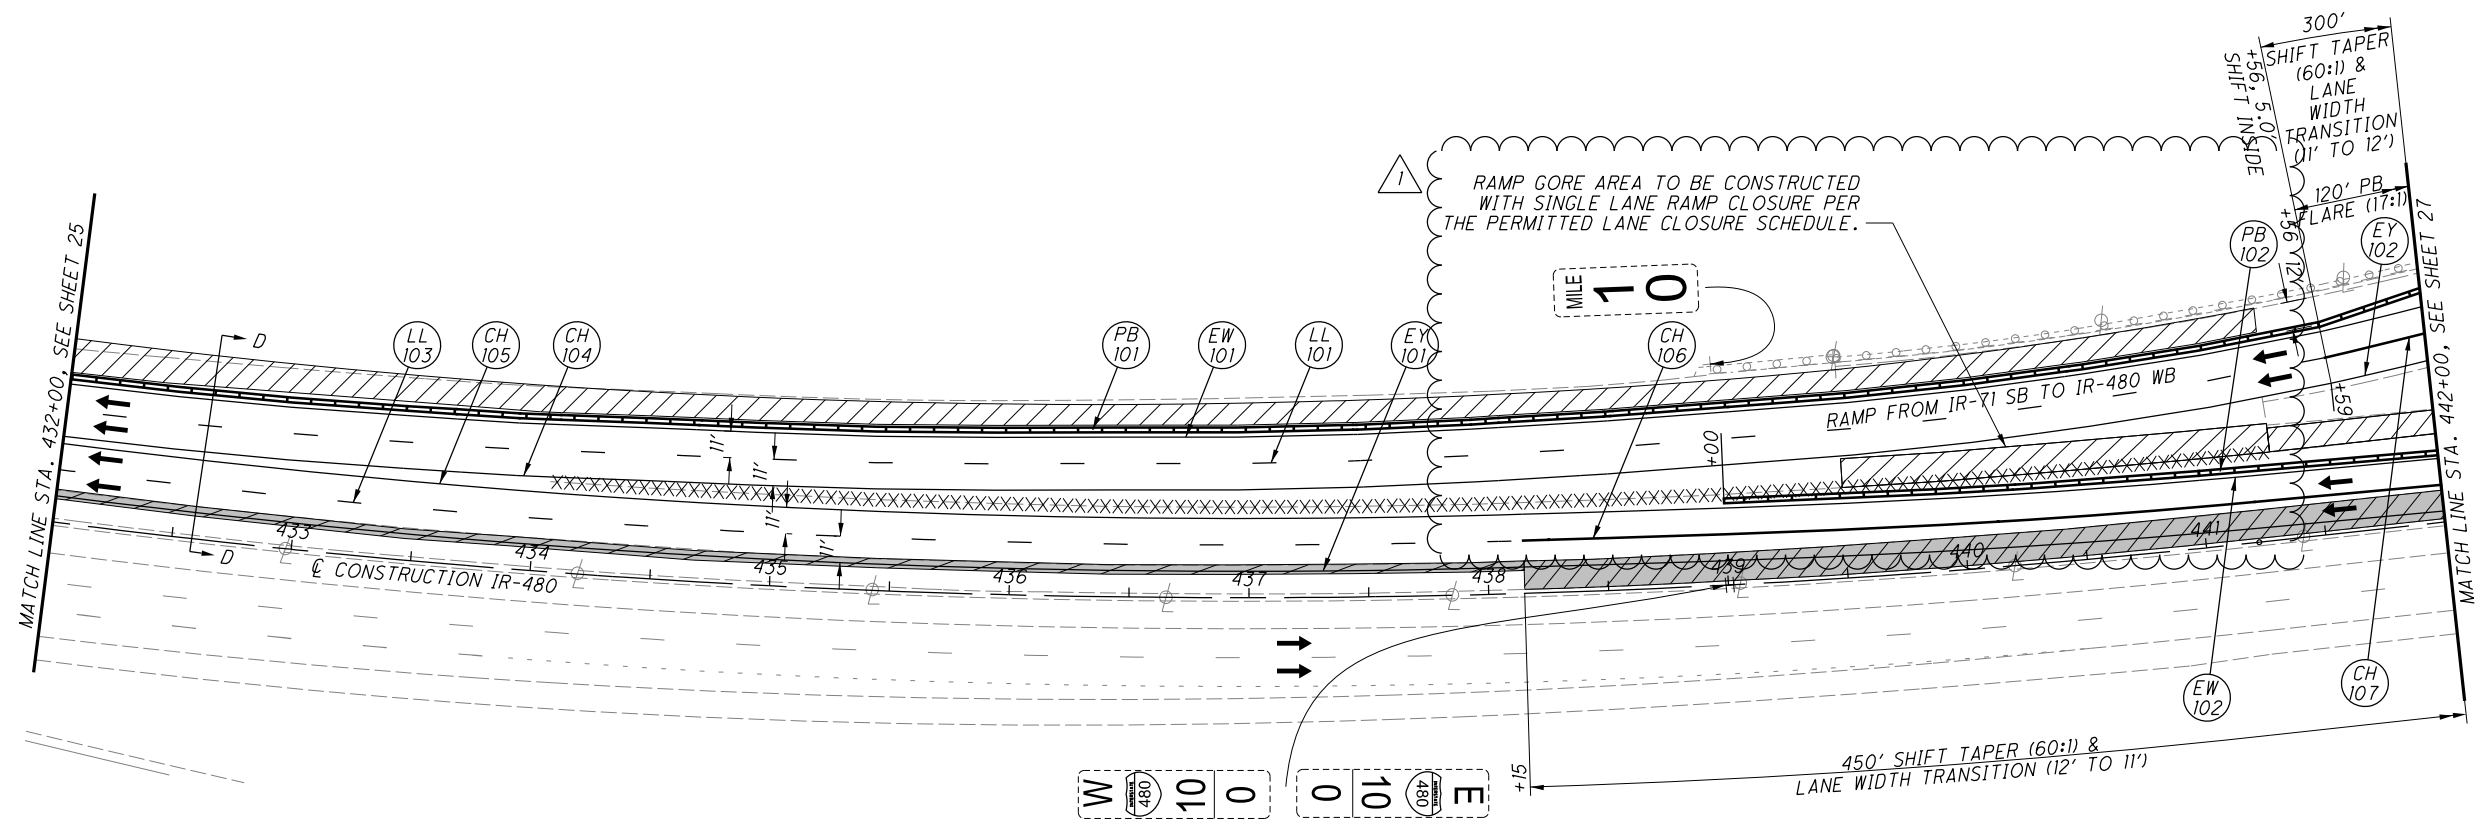 300'
SHIFT TAPER
(60:1) &
LANE
WIDTH
TRANSITION
(11' TO 12')
+56, 5.0'
SHIFT INSIDE
120' PB
FLARE (17:1)
+56
12'
1
RAMP GORE AREA TO BE CONSTRUCTED
WITH SINGLE LANE RAMP CLOSURE PER
THE PERMITTED LANE CLOSURE SCHEDULE.
MATCH LINE STA. 432+00, SEE SHEET 25
MATCH LINE STA. 442+00, SEE SHEET 27
PB
102
EY
102
MILE
1
0
D
LL
103
CH
105
CH
104
PB
101
EW
101
LL
101
EY
101
CH
106
RAMP FROM IR-71 SB TO IR-480 WB
+59
+00
11'
11'
11'
11'
433
434
435
436
437
438
439
440
441
D
℄ CONSTRUCTION IR-480
EW
102
CH
107
450' SHIFT TAPER (60:1) &
LANE WIDTH TRANSITION (12' TO 11')
+15
W
480
10
0
0
10
480
E